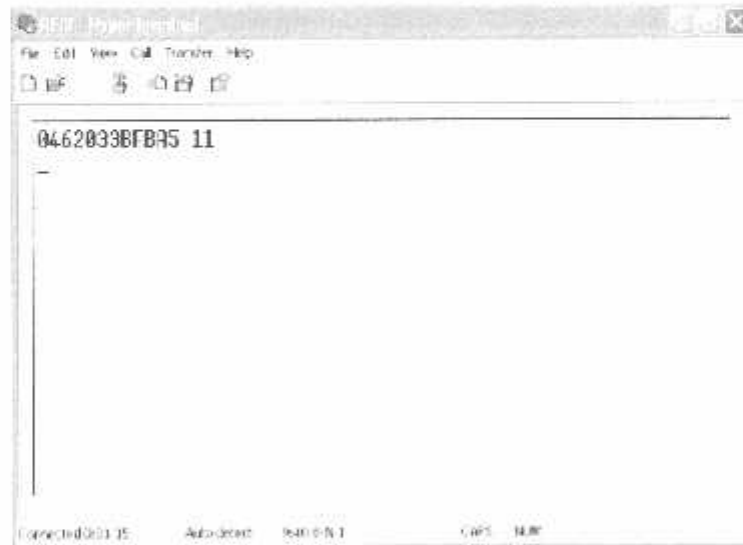 File Edit View Call Transfer Help
0462033BFBA5 11
Auto detect
CAPS NUM